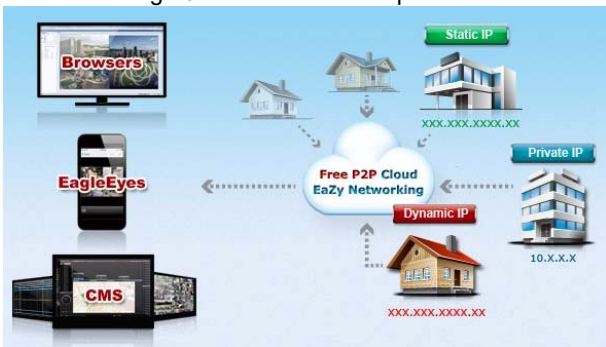 Browsers
EagleEyes
CMS
Free P2P Cloud
EaZy Networking
Static IP
xxx.xxx.xxxx.xx
Private IP
10.X.X.X
Dynamic IP
xxx.xxx.xxxx.xx